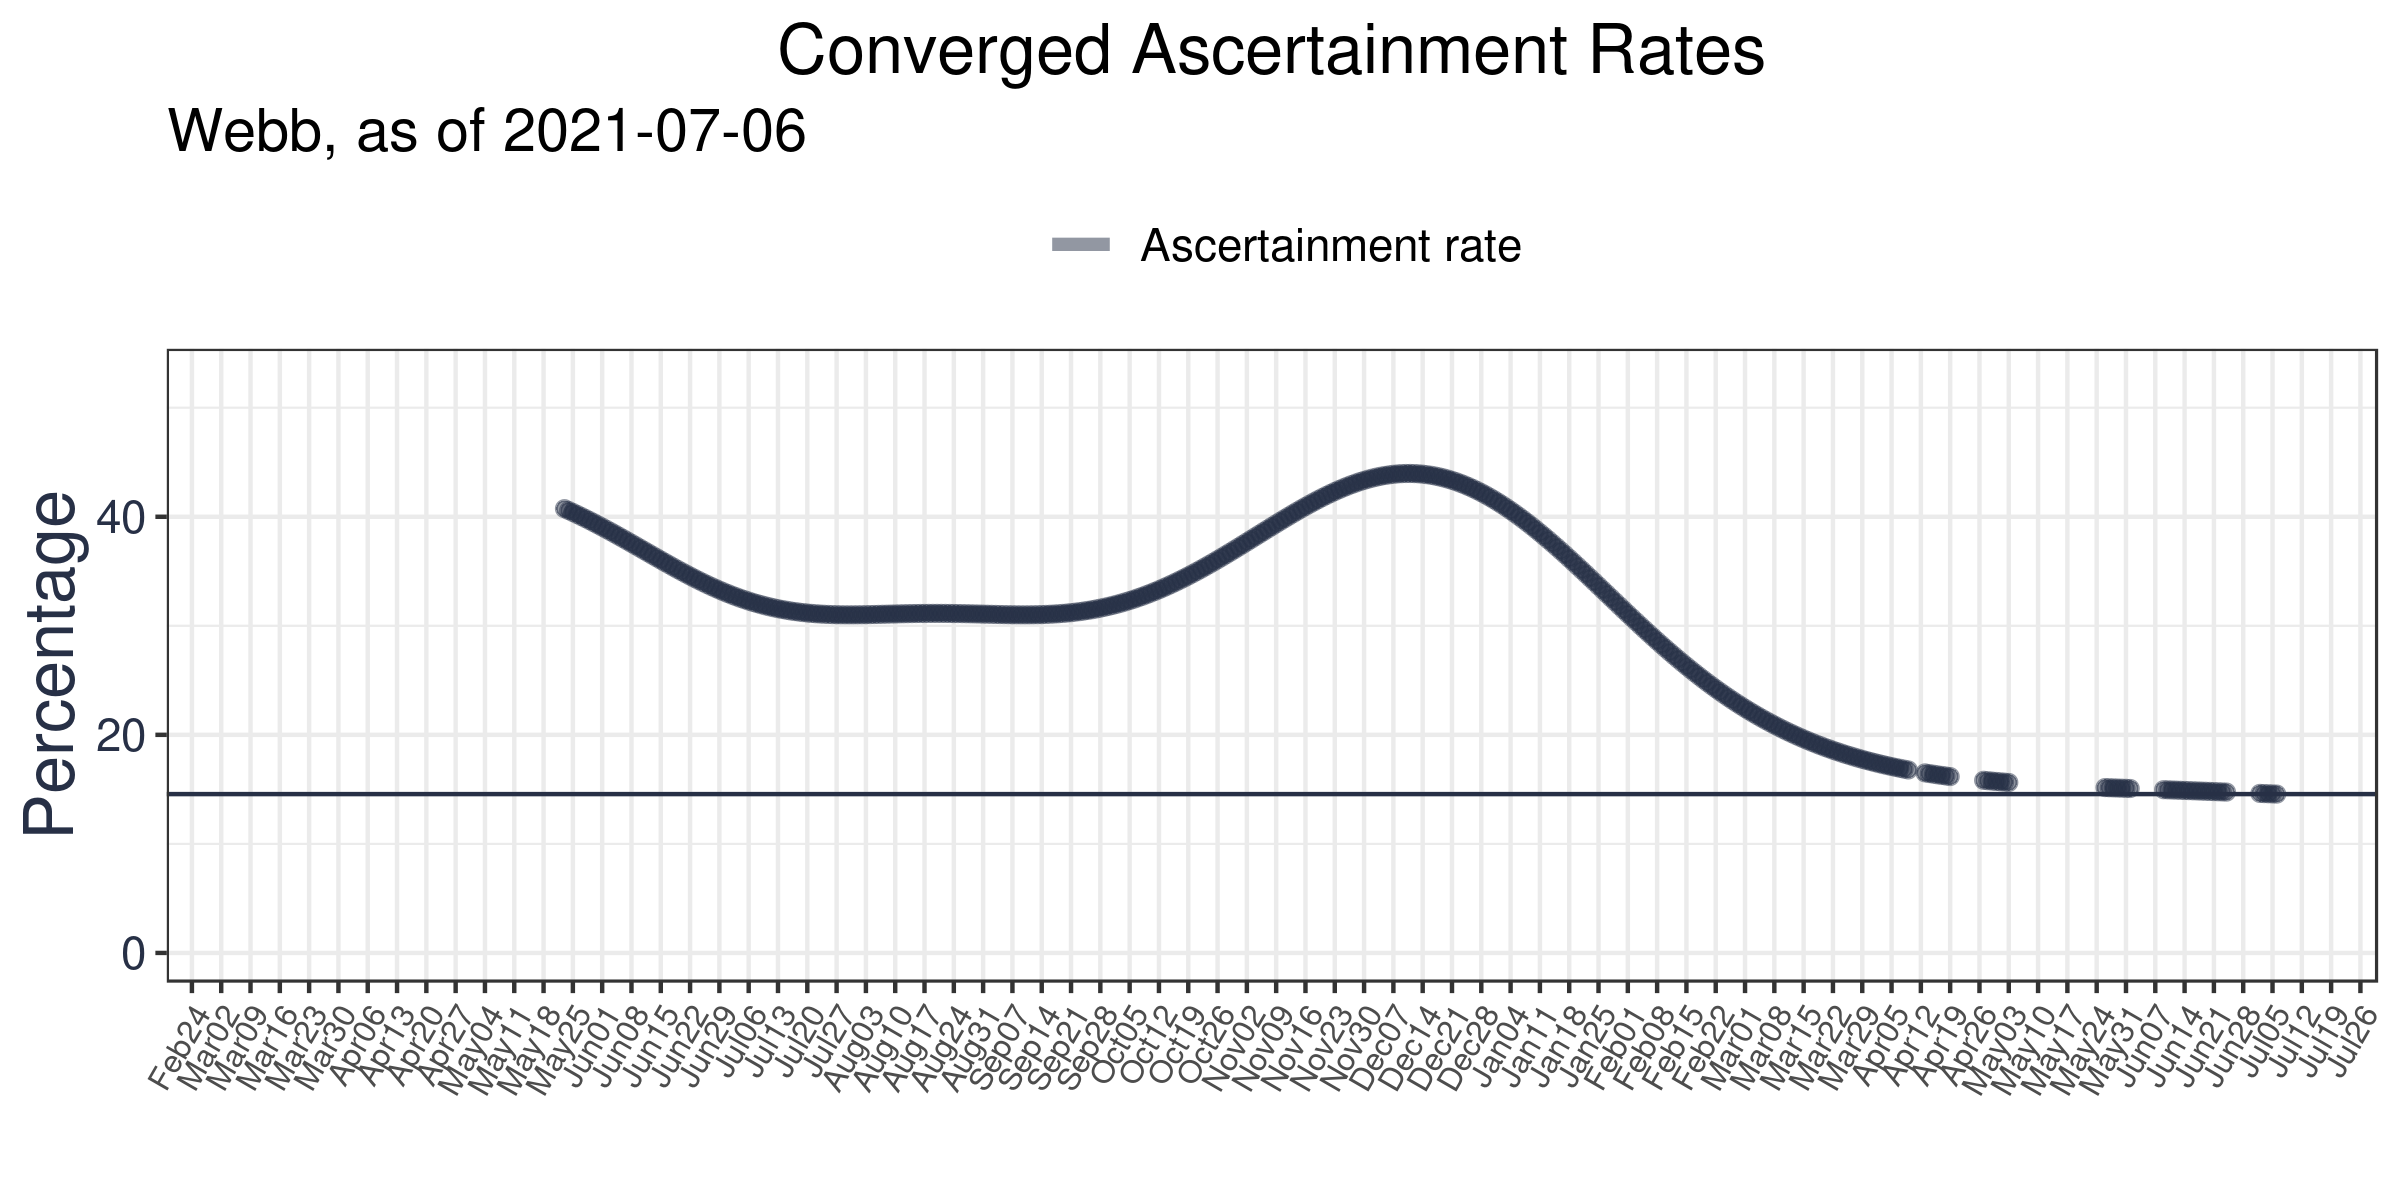 Converged Ascertainment Rates
Webb, as of 2021-07-06
Ascertainment rate
Percentage
40
20
0
Feb24 Mar02 Mar09 Mar16 Mar23 Mar30 Apr06 Apr13 Apr20 Apr27 May04 May11 May18 May25 Jun01 Jun08 Jun15 Jun22 Jun29 Jul06 Jul13 Jul20 Jul27 Aug03 Aug10 Aug17 Aug24 Aug31 Sep07 Sep14 Sep21 Sep28 Oct05 Oct12 Oct19 Oct26 Nov02 Nov09 Nov16 Nov23 Nov30 Dec07 Dec14 Dec21 Dec28 Jan04 Jan11 Jan18 Jan25 Feb01 Feb08 Feb15 Feb22 Mar01 Mar08 Mar15 Mar22 Mar29 Apr05 Apr12 Apr19 Apr26 May03 May10 May17 May24 May31 Jun07 Jun14 Jun21 Jun28 Jul05 Jul12 Jul19 Jul26